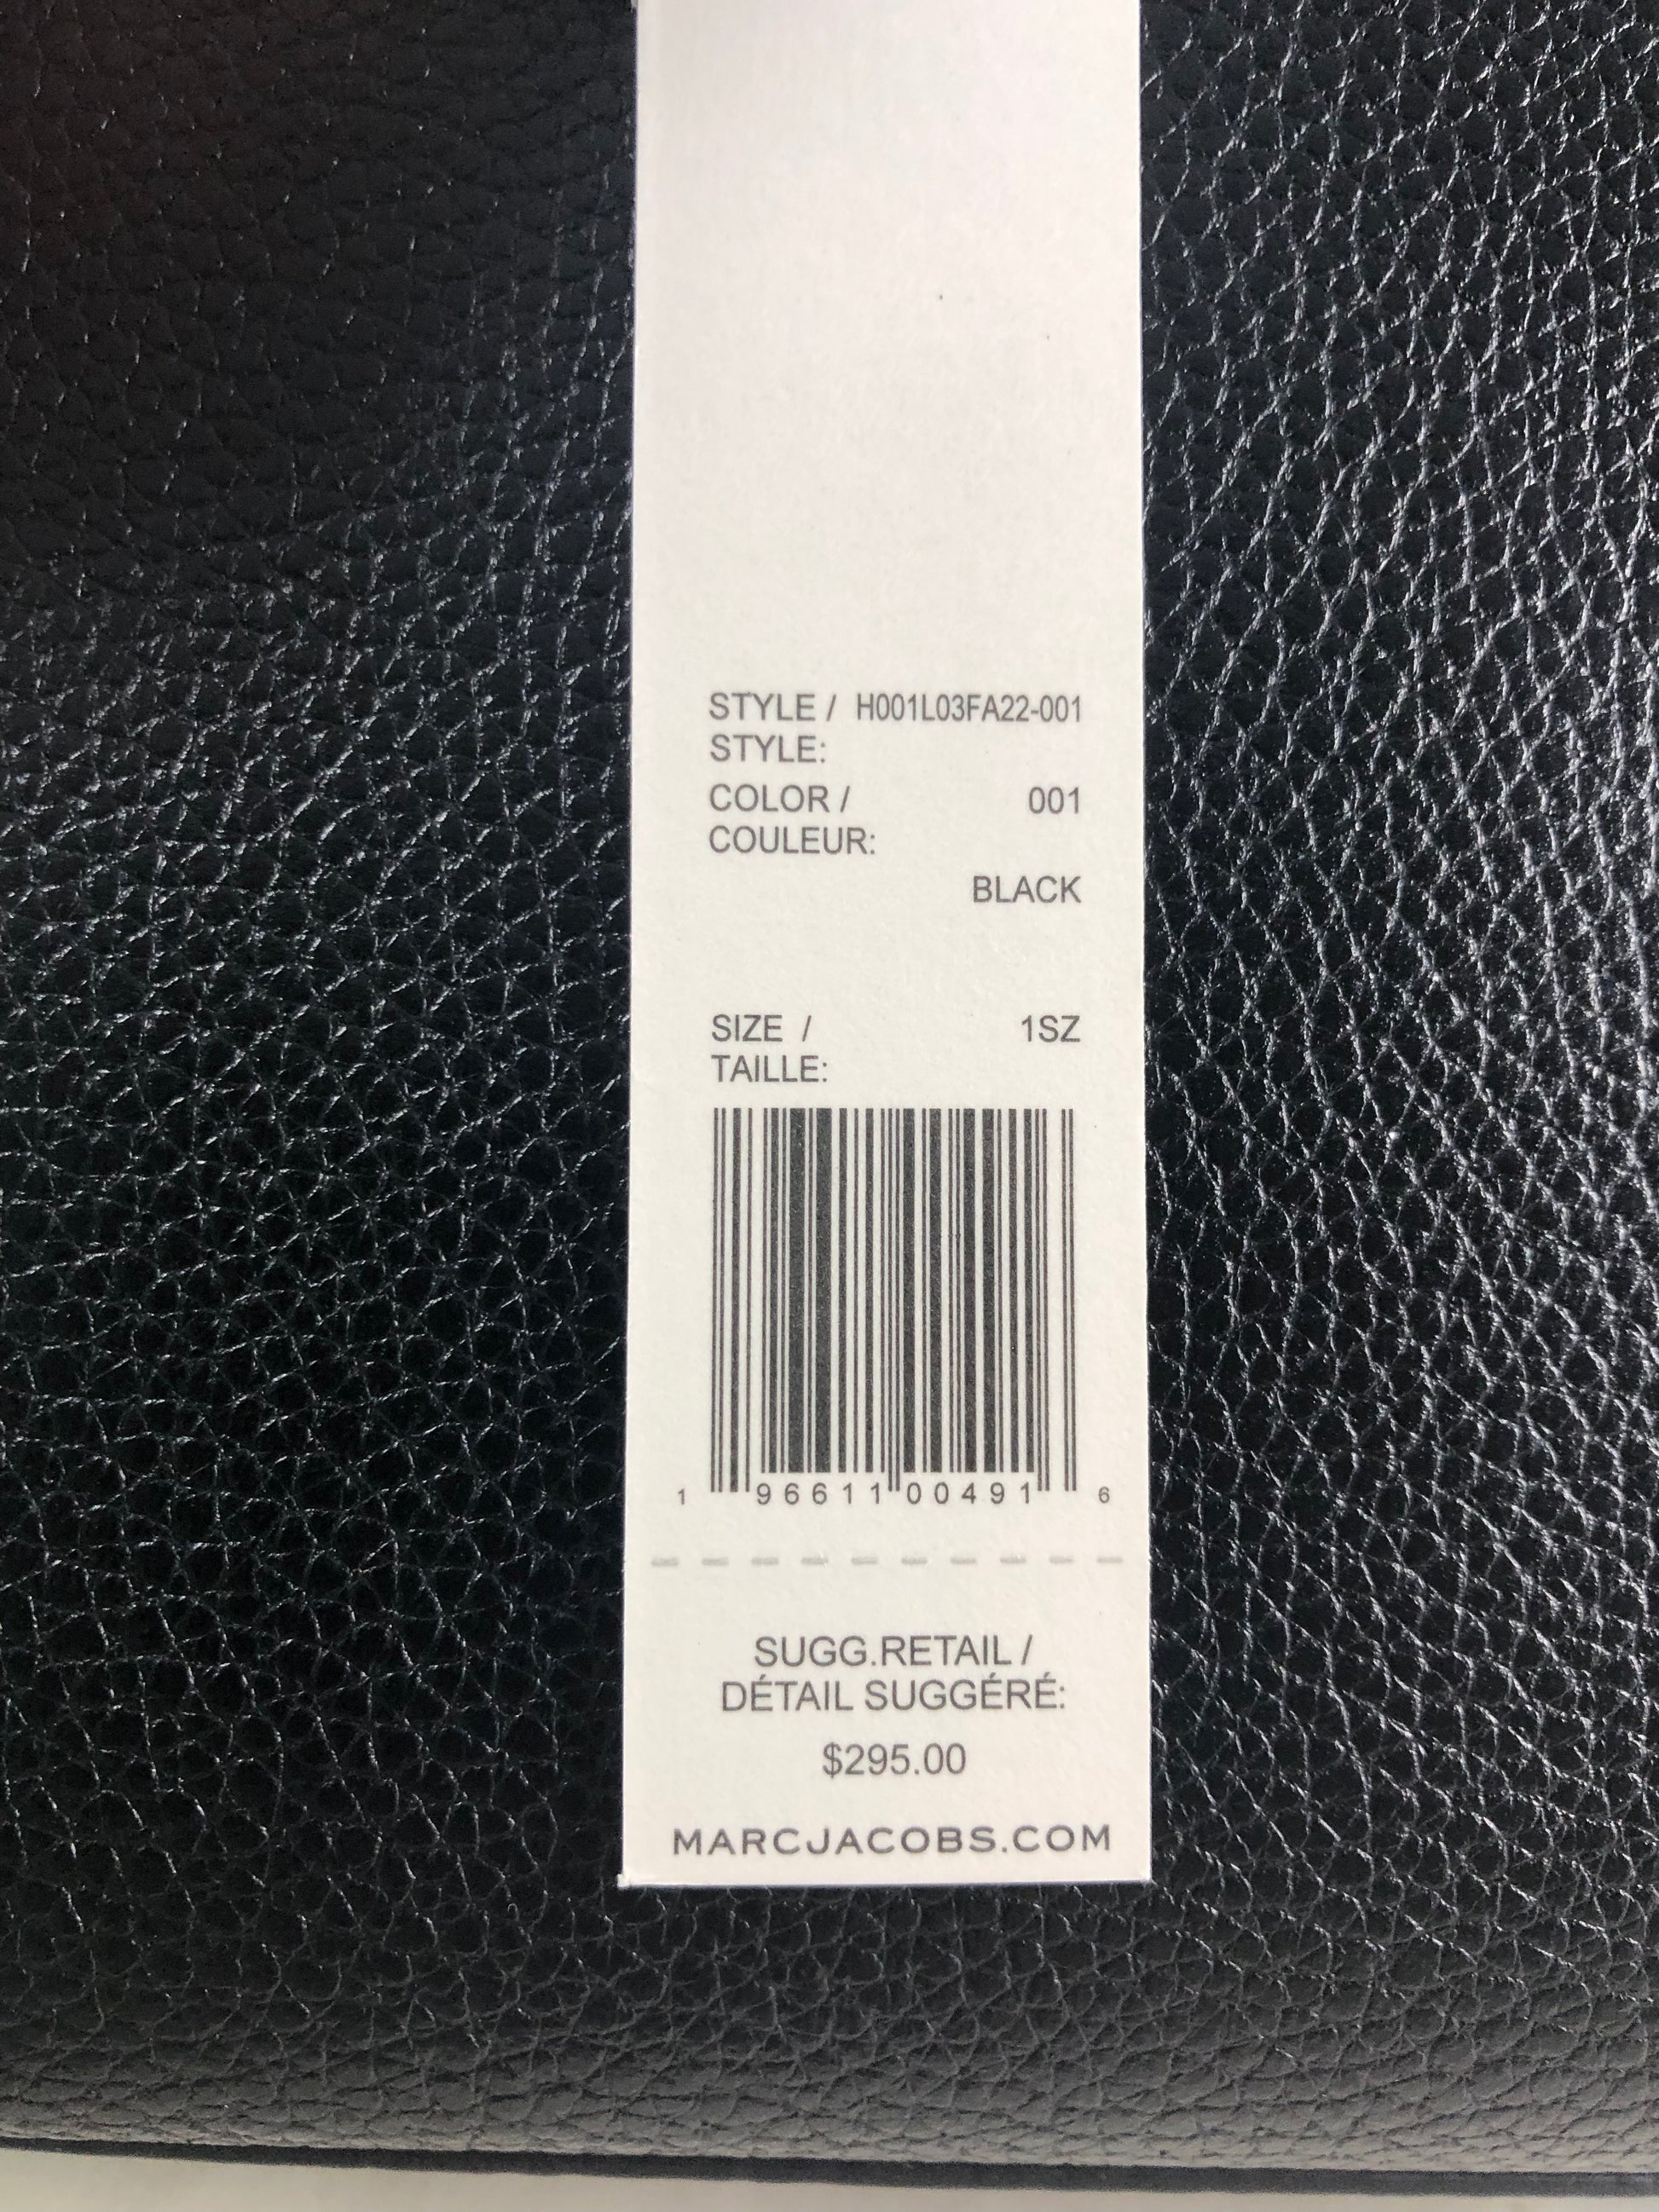 STYLE / H001L03FA22-001
STYLE:
COLOR / 001
COULEUR:
BLACK
SIZE / 1SZ
TAILLE:
1 96611 00491 6
SUGG.RETAIL /
DÉTAIL SUGGÉRÉ:
$295.00
MARCJACOBS.COM